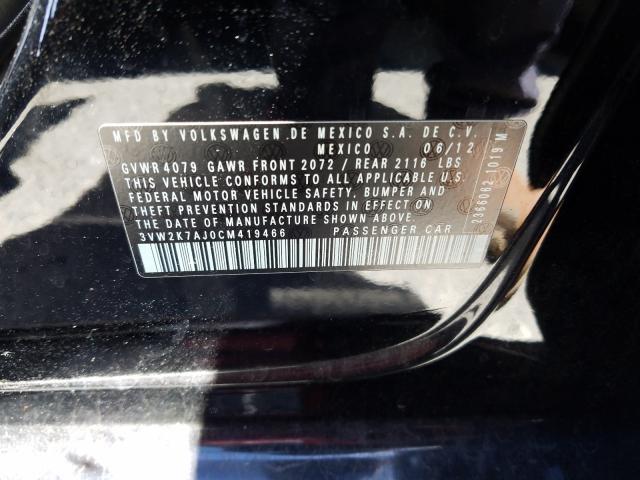 MFD BY VOLKSWAGEN DE MEXICO S.A. DE C.V.
MEXICO 06/12
GVWR 4079 GAWR FRONT 2072 / REAR 2116 LBS
THIS VEHICLE CONFORMS TO ALL APPLICABLE U.S.
FEDERAL MOTOR VEHICLE SAFETY, BUMPER AND
THEFT PREVENTION STANDARDS IN EFFECT ON
THE DATE OF MANUFACTURE SHOWN ABOVE.
3VW2K7AJ0CM419466 PASSENGER CAR
2366062 1019 M